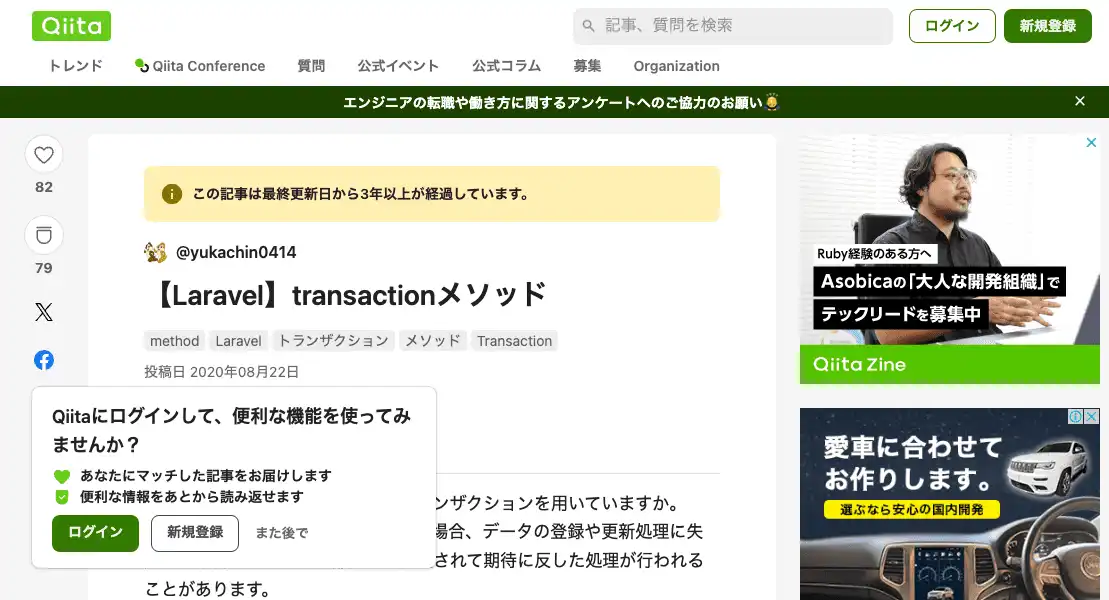 Qiita
記事、質問を検索
ログイン
新規登録
トレンド
Qiita Conference
質問
公式イベント
公式コラム
募集
Organization
エンジニアの転職や働き方に関するアンケートへのご協力のお願い
82
79
この記事は最終更新日から3年以上が経過しています。
@yukachin0414
【Laravel】transactionメソッド
method Laravel トランザクション メソッド Transaction
投稿日 2020年08月22日
Qiitaにログインして、便利な機能を使ってみ
ませんか？
あなたにマッチした記事をお届けします
便利な情報をあとから読み返せます
ログイン
新規登録
また後で
ンザクションを用いていますか。
場合、データの登録や更新処理に失
されて期待に反した処理が行われる
ことがあります。
Ruby経験のある方へ
Asobicaの「大人な開発組織」で
テックリードを募集中
Qiita Zine
愛車に合わせて
お作りします。
選ぶなら安心の国内開発